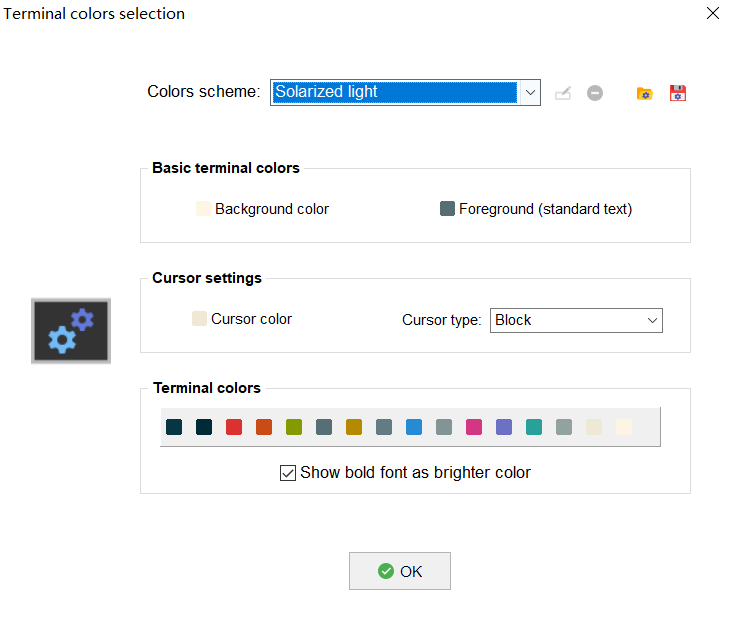 Terminal colors selection
Colors scheme: Solarized light
Basic terminal colors
Background color Foreground (standard text)
Cursor settings
Cursor color Cursor type: Block
Terminal colors
Show bold font as brighter color
OK